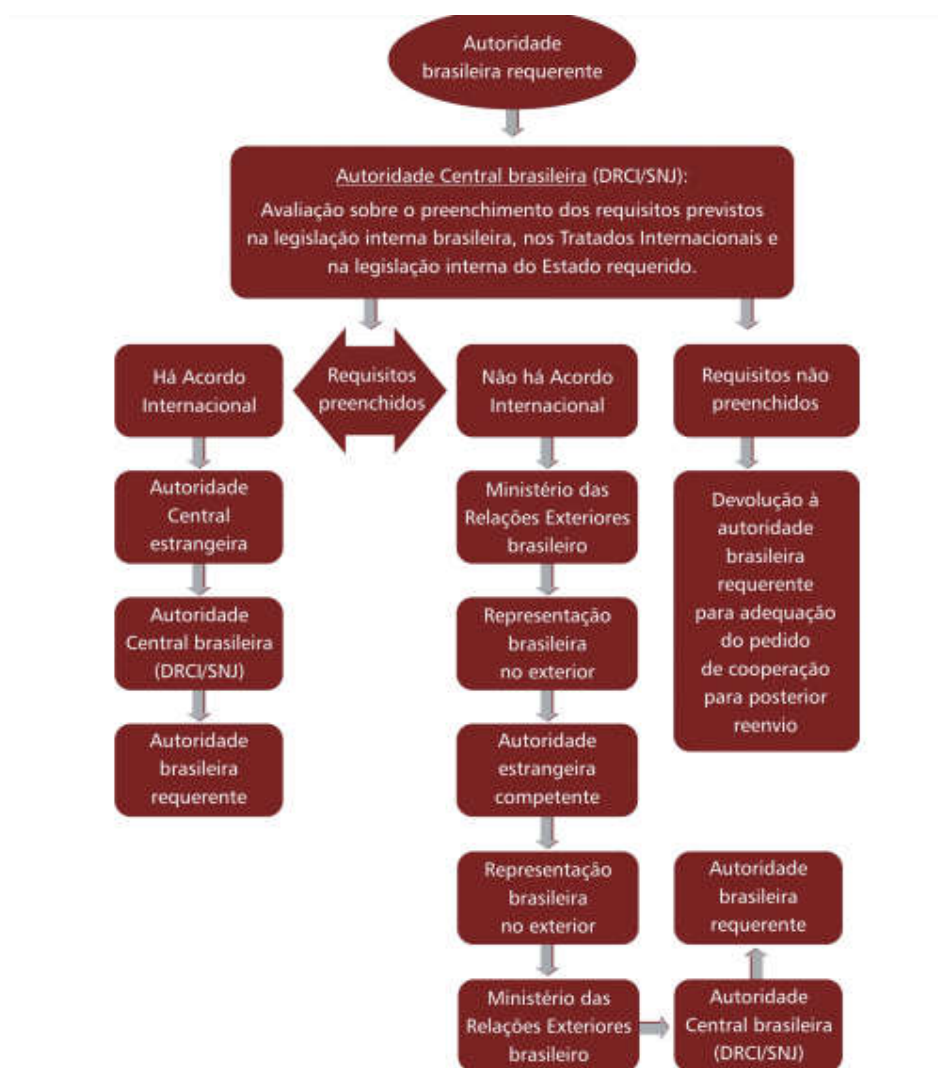 Autoridade
brasileira requerente
Autoridade Central brasileira (DRCI/SNJ):
Avaliação sobre o preenchimento dos requisitos previstos
na legislação interna brasileira, nos Tratados Internacionais e
na legislação interna do Estado requerido.
Há Acordo
Internacional
Requisitos
preenchidos
Não há Acordo
Internacional
Requisitos não
preenchidos
Autoridade
Central
estrangeira
Autoridade
Central brasileira
(DRCI/SNJ)
Autoridade
brasileira
requerente
Ministério das
Relações Exteriores
brasileiro
Representação
brasileira
no exterior
Autoridade
estrangeira
competente
Representação
brasileira
no exterior
Ministério das
Relações Exteriores
brasileiro
Autoridade
Central brasileira
(DRCI/SNJ)
Autoridade
brasileira
requerente
Devolução à
autoridade
brasileira
requerente
para adequação
do pedido
de cooperação
para posterior
reenvio